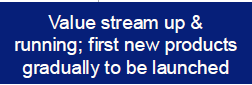 Value stream up &
running; first new products
gradually to be launched